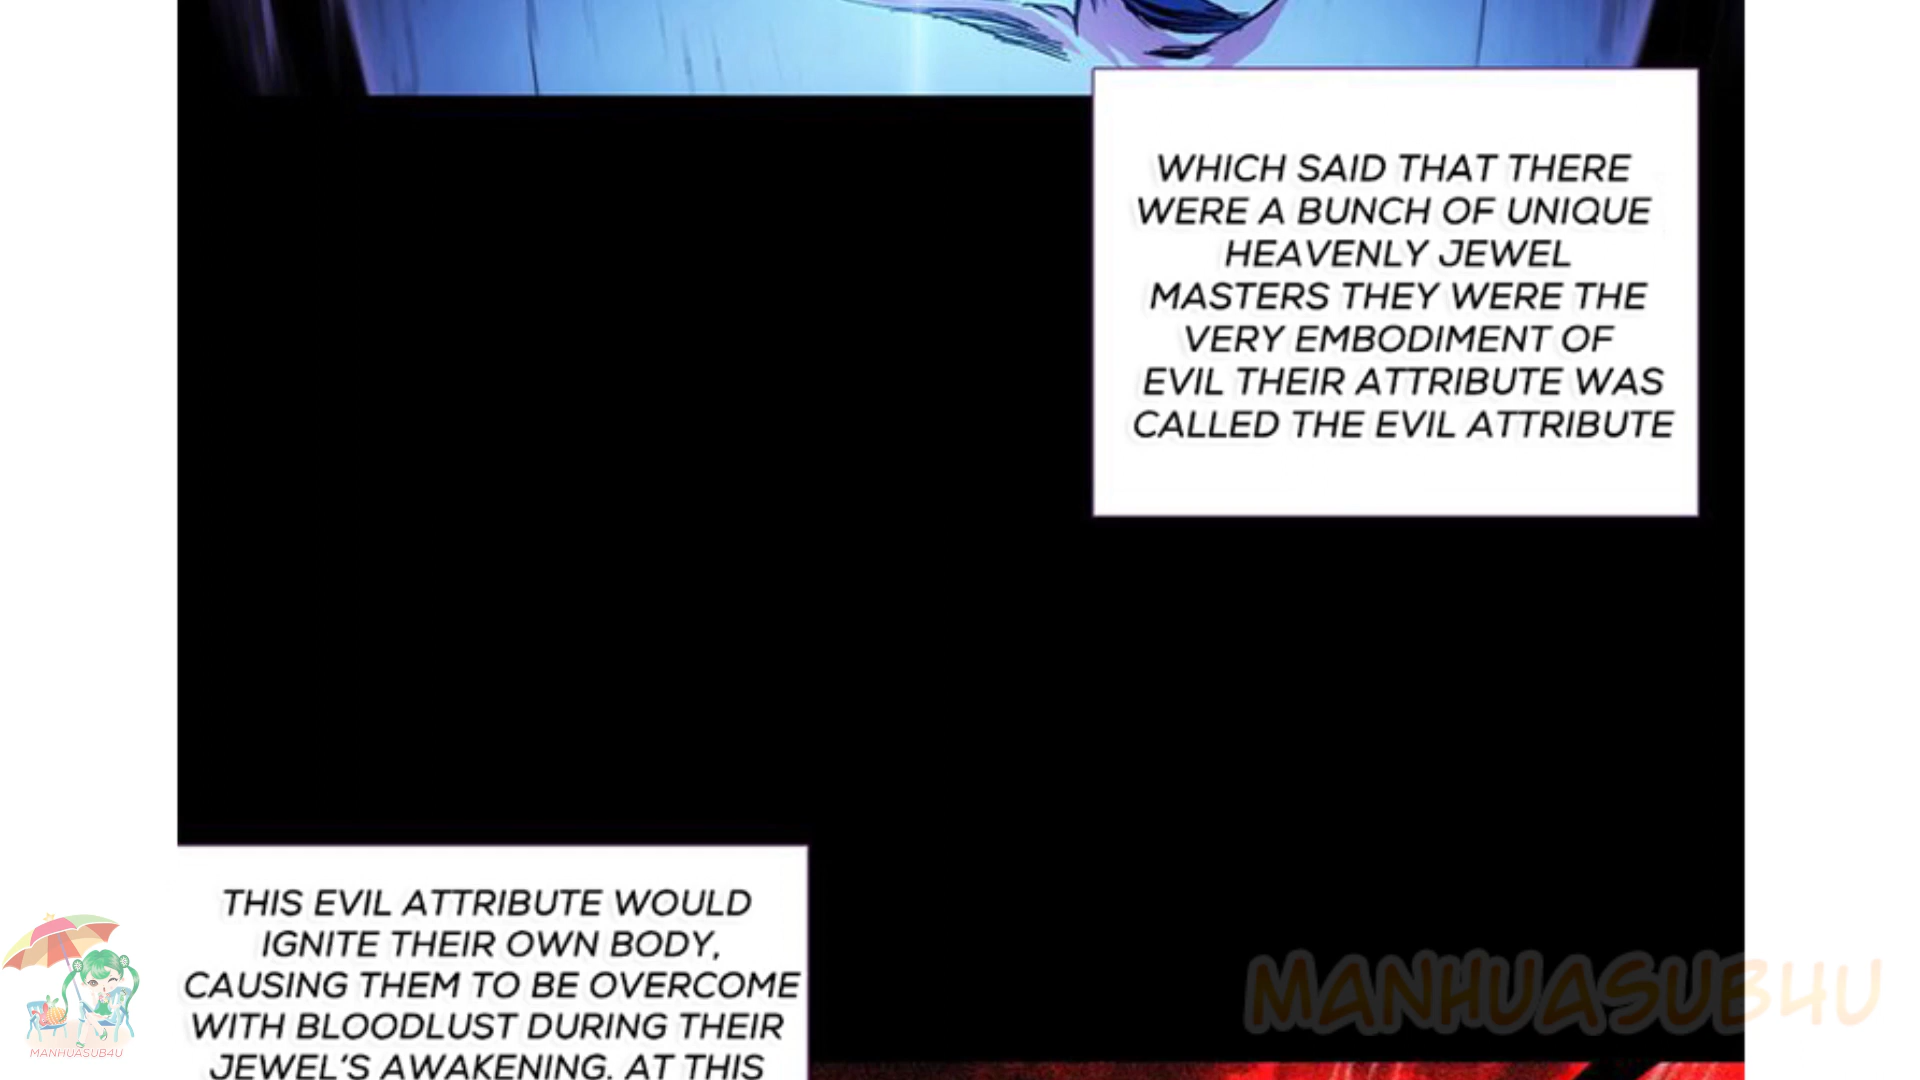 WHICH SAID THAT THERE
WERE A BUNCH OF UNIQUE
HEAVENLY JEWEL
MASTERS THEY WERE THE
VERY EMBODIMENT OF
EVIL THEIR ATTRIBUTE WAS
CALLED THE EVIL ATTRIBUTE
THIS EVIL ATTRIBUTE WOULD
IGNITE THEIR OWN BODY,
CAUSING THEM TO BE OVERCOME
WITH BLOODLUST DURING THEIR
JEWEL'S AWAKENING. AT THIS
MANHUASUB4U
MANHUASUB4U